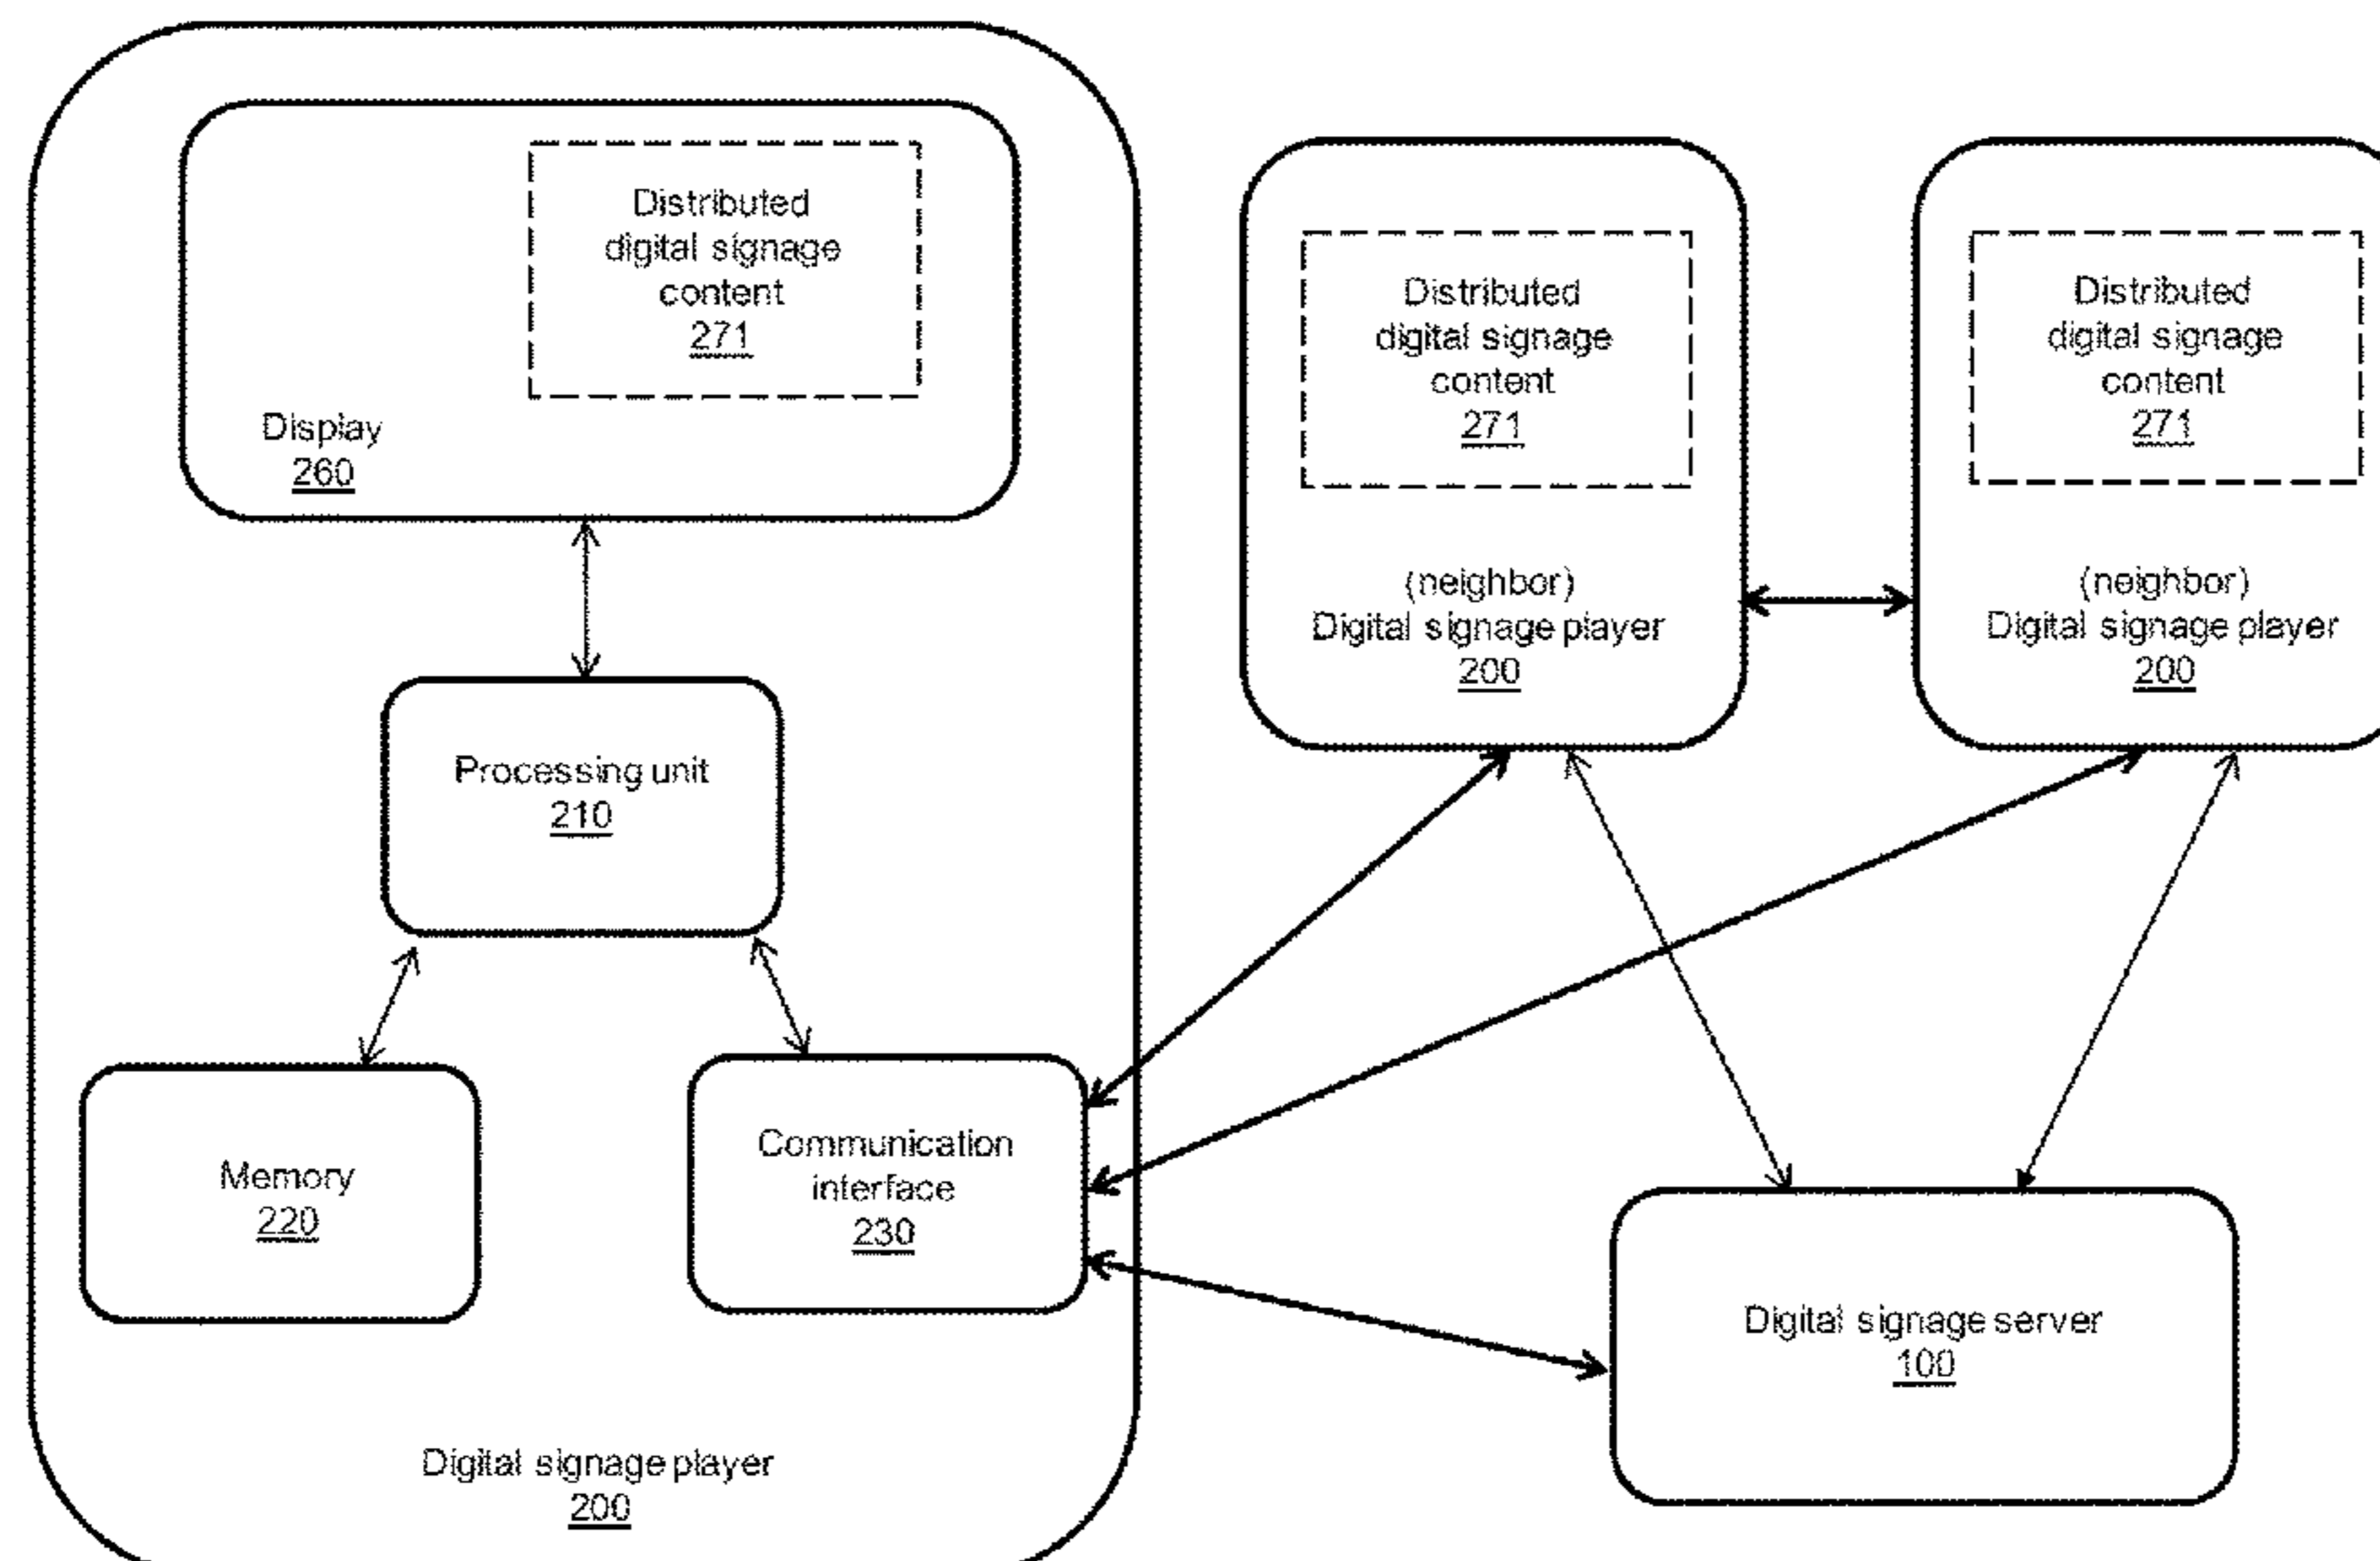 Distributed
digital signage
content
271
Display
260
Processing unit
210
Memory
220
Communication
interface
230
Digital signage player
200
Distributed
digital signage
content
271
(neighbor)
Digital signage player
200
Distributed
digital signage
content
271
(neighbor)
Digital signage player
200
Digital signage server
100